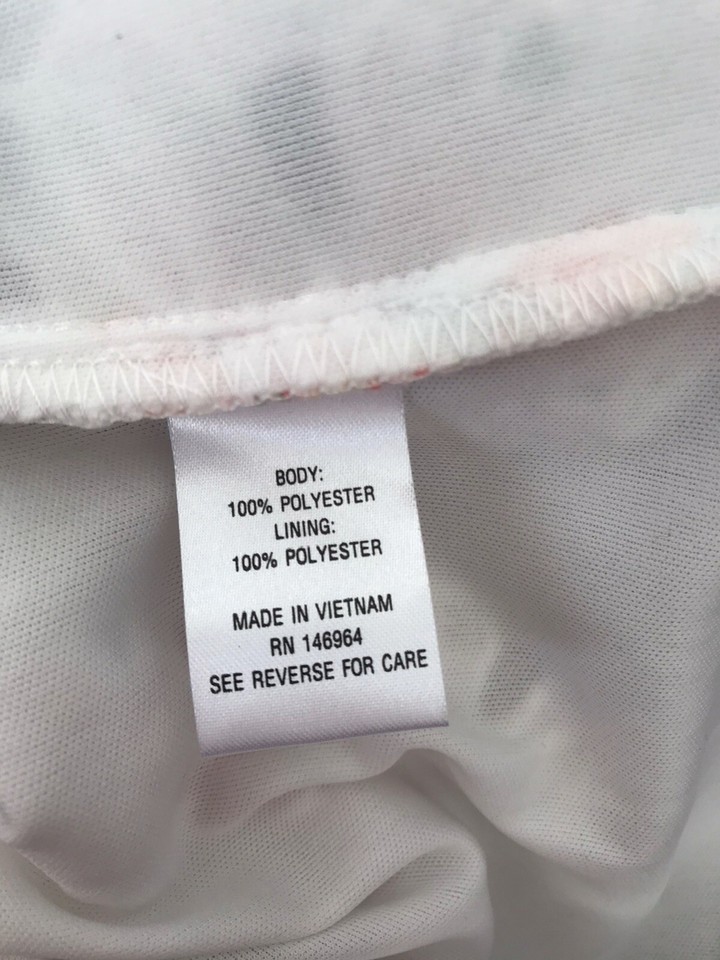 BODY:
100% POLYESTER
LINING:
100% POLYESTER
MADE IN VIETNAM
RN 146964
SEE REVERSE FOR CARE